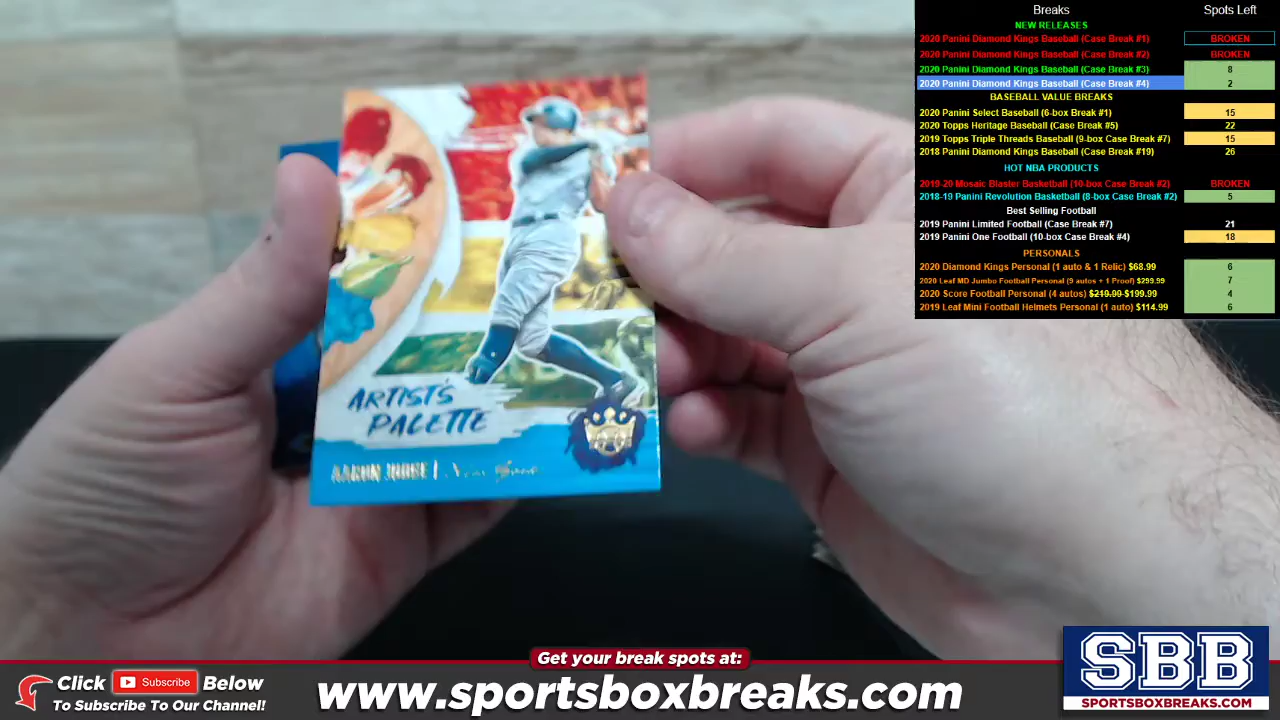 Breaks Spots Left
NEW RELEASES
2020 Panini Diamond Kings Baseball (Case Break #1) BROKEN
2020 Panini Diamond Kings Baseball (Case Break #2) BROKEN
2020 Panini Diamond Kings Baseball (Case Break #3) 8
2020 Panini Diamond Kings Baseball (Case Break #4) 2
BASEBALL VALUE BREAKS
2020 Panini Select Baseball (6-box Break #1) 15
2020 Topps Heritage Baseball (Case Break #5) 22
2019 Topps Triple Threads Baseball (9-box Case Break #7) 15
2018 Panini Diamond Kings Baseball (Case Break #19) 26
HOT NBA PRODUCTS
2019-20 Mosaic Blaster Basketball (10-box Case Break #2) BROKEN
2018-19 Panini Revolution Basketball (8-box Case Break #2) 5
Best Selling Football
2019 Panini Limited Football (Case Break #7) 21
2019 Panini One Football (10-box Case Break #4) 18
PERSONALS
2020 Diamond Kings Personal (1 auto & 1 Relic) $68.99 6
2020 Leaf MD Jumbo Football Personal (9 autos + 1 Proof) $299.99 7
2020 Score Football Personal (4 autos) $219.99 $199.99 4
2019 Leaf Mini Football Helmets Personal (1 auto) $114.99 6
ARTIST'S
PALETTE
AARON JUDGE
Get your break spots at:
www.sportsboxbreaks.com
Click Subscribe Below
To Subscribe To Our Channel!
SBB
SPORTSBOXBREAKS.COM